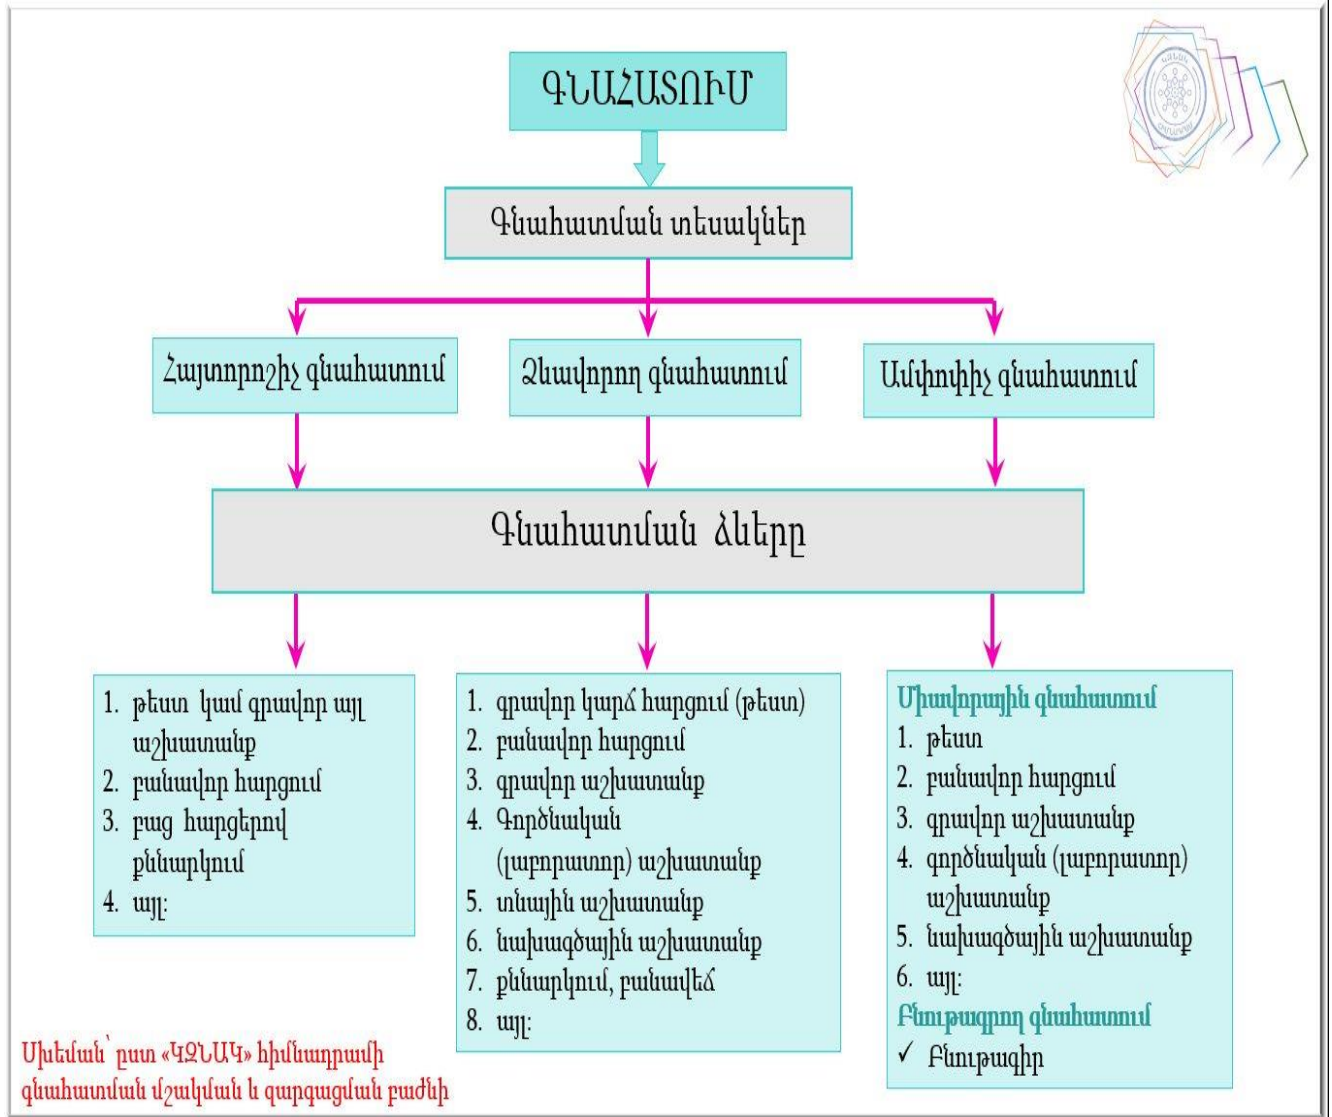 ԳՆԱՀԱՏՈՒՄ
Գնահատման տեսակներ
Հայտորոշիչ գնահատում
Ձևավորող գնահատում
Ամփոփիչ գնահատում
Գնահատման ձևերը
1. թեստ կամ գրավոր այլ
աշխատանք
2. բանավոր հարցում
3. բաց հարցերով
քննարկում
4. այլ:
1. գրավոր կարճ հարցում (թեստ)
2. բանավոր հարցում
3. գրավոր աշխատանք
4. Գործնական
(լաբորատոր) աշխատանք
5. տնային աշխատանք
6. նախագծային աշխատանք
7. քննարկում, բանավեճ
8. այլ:
Միավորային գնահատում
1. թեստ
2. բանավոր հարցում
3. գրավոր աշխատանք
4. գործնական (լաբորատոր)
աշխատանք
5. նախագծային աշխատանք
6. այլ:
Բնութագրող գնահատում
✓ Բնութագիր
Սխեման՝ ըստ «ԿԶՆԱԿ» հիմնադրամի
գնահատման մշակման և զարգացման բաժնի
ԿԶՆԱԿ